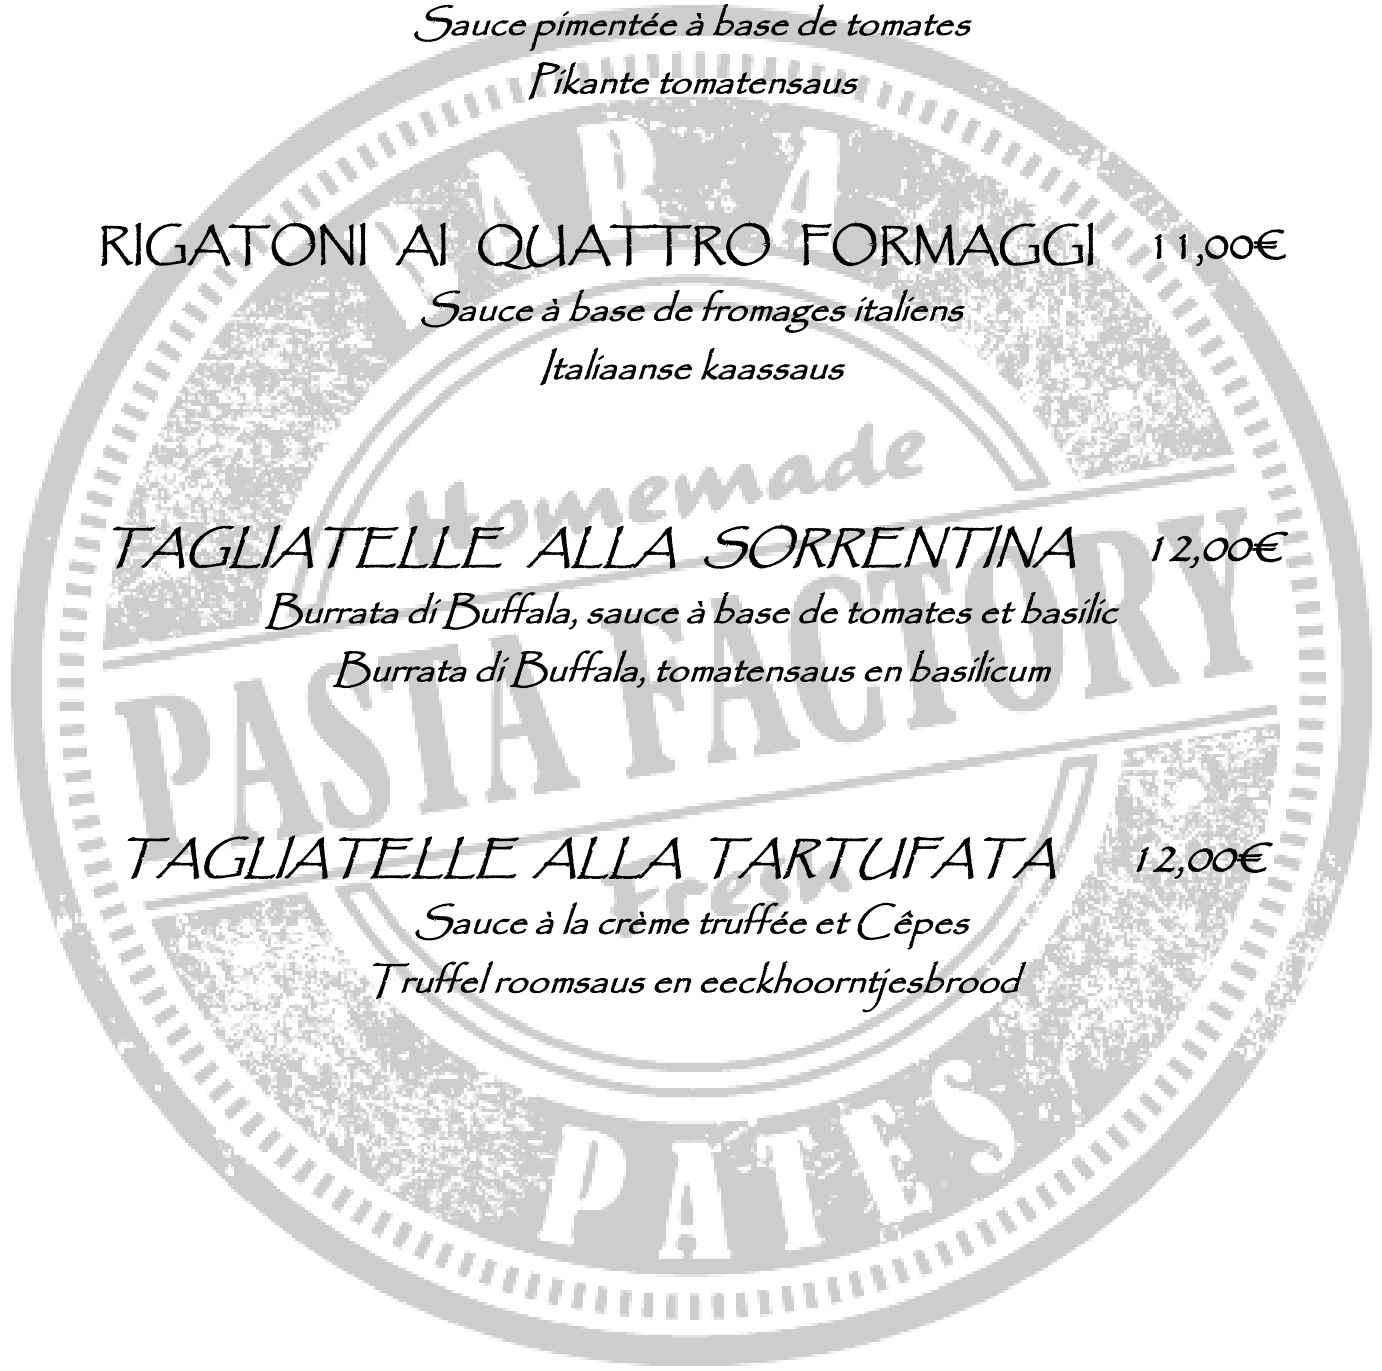 Sauce pimentée à base de tomates
Pikante tomatensaus
BAR A
RIGATONI AI QUATTRO FORMAGGI 11,00€
Sauce à base de fromages italiens
Italiaanse kaassaus
Homemade
TAGLIATELLE ALLA SORRENTINA 12,00€
Burrata di Buffala, sauce à base de tomates et basilic
Burrata di Buffala, tomatensaus en basilicum
PASTA FACTORY
TAGLIATELLE ALLA TARTUFATA 12,00€
Fresh
Sauce à la crème truffée et Cêpes
Truffel roomsaus en eeckhoorntjesbrood
PATES